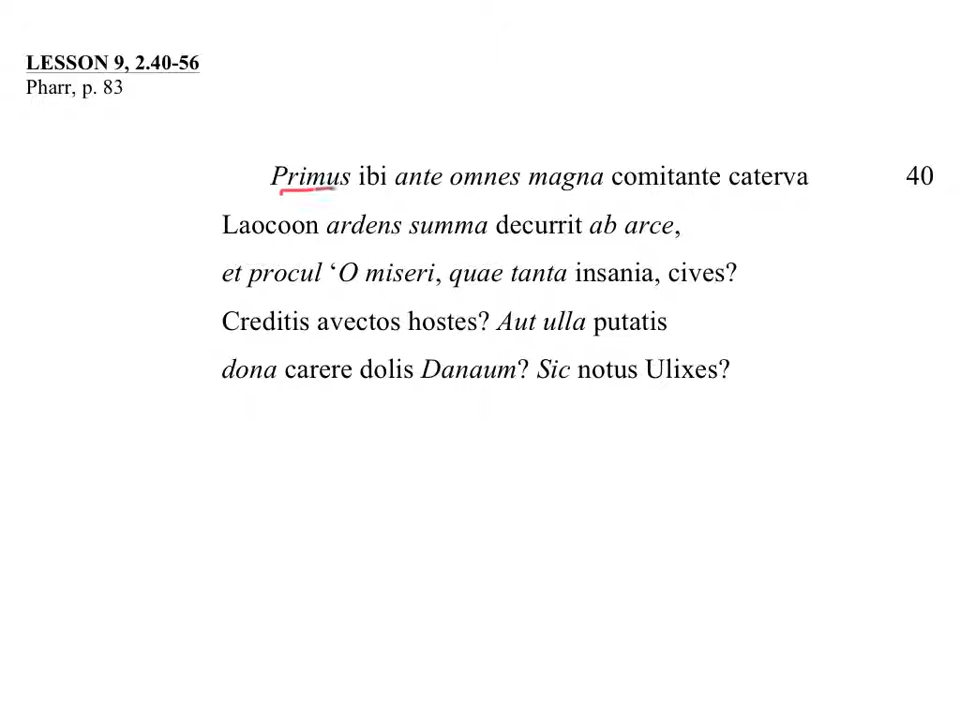 LESSON 9, 2.40-56
Pharr, p. 83
Primus ibi ante omnes magna comitante caterva 40
Laocoon ardens summa decurrit ab arce,
et procul ‘O miseri, quae tanta insania, cives?
Creditis avectos hostes? Aut ulla putatis
dona carere dolis Danaum? Sic notus Ulixes?